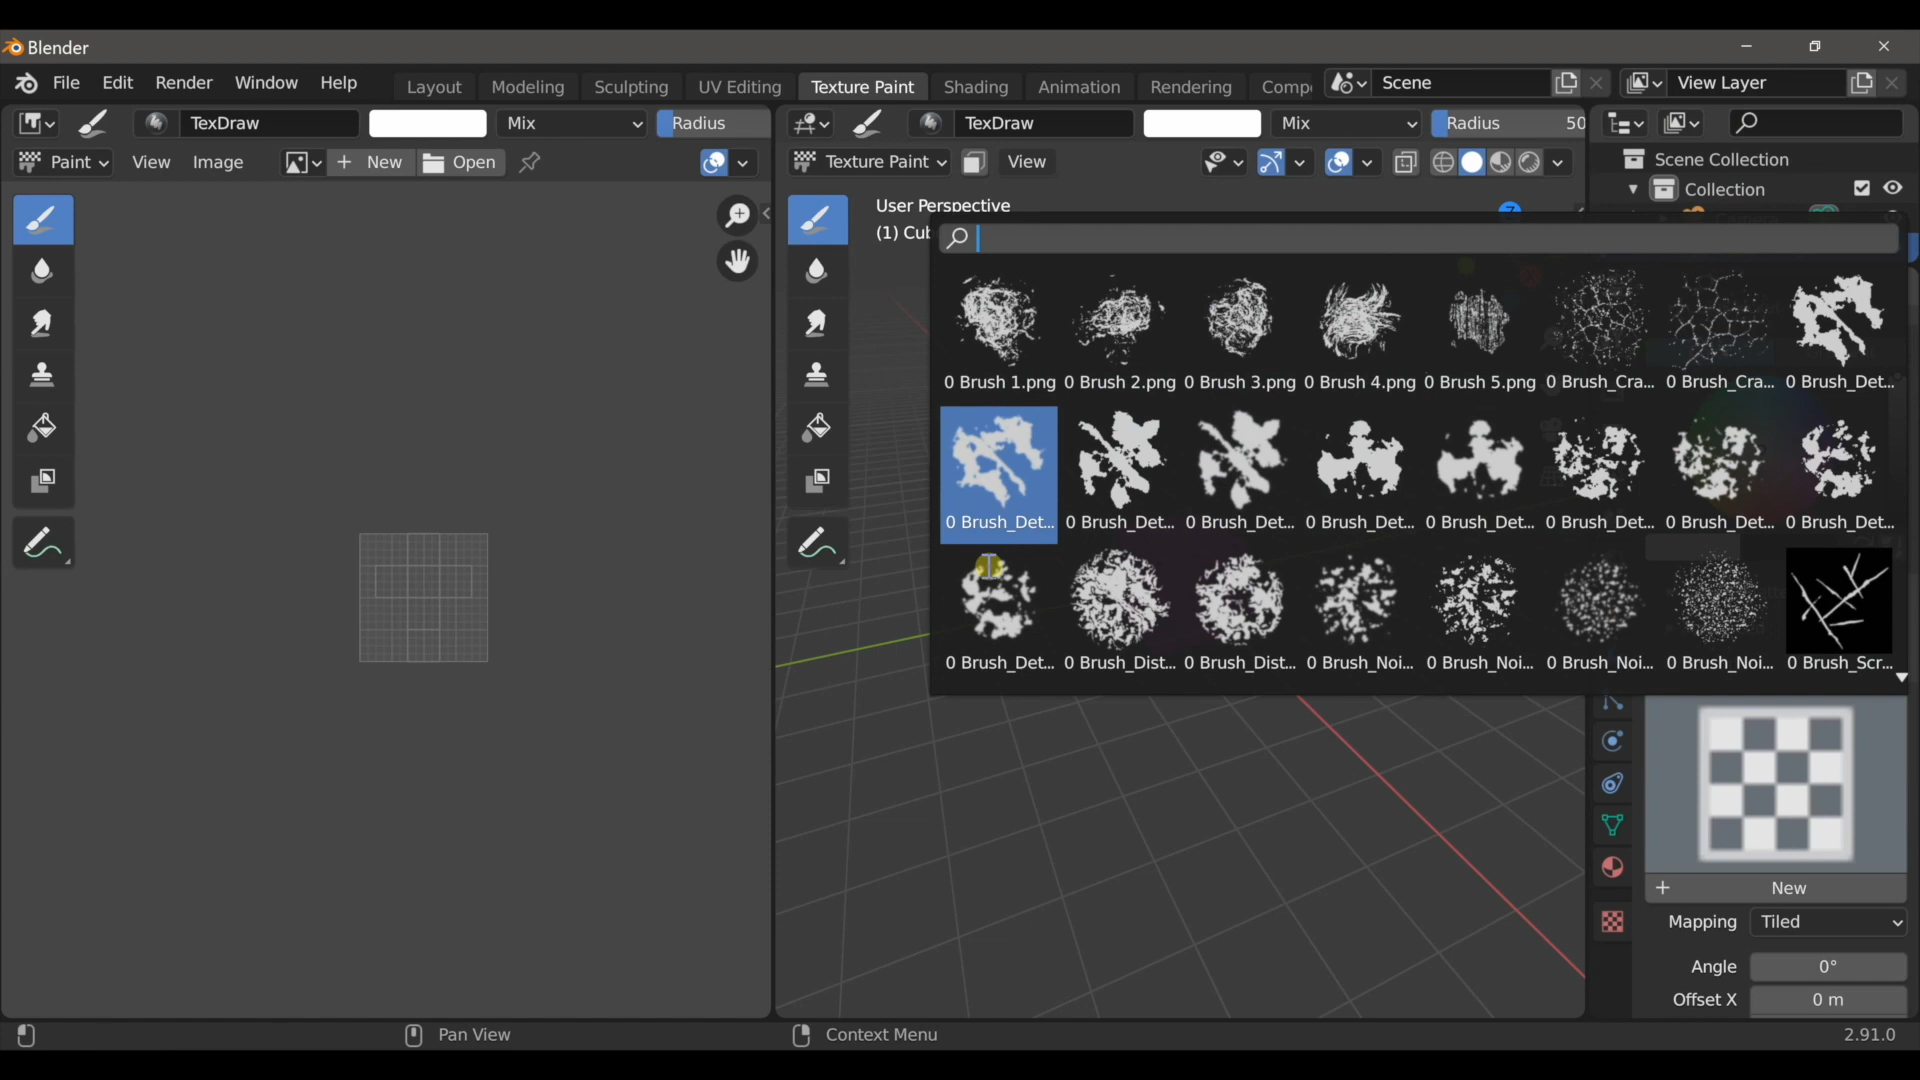 Blender
File Edit Render Window Help
Layout Modeling Sculpting UV Editing Texture Paint Shading Animation Rendering Comp
Scene
View Layer
TexDraw Mix Radius
TexDraw Mix Radius 50
Paint View Image New Open
Texture Paint View
Scene Collection
Collection
User Perspective
(1) Cub
0 Brush 1.png 0 Brush 2.png 0 Brush 3.png 0 Brush 4.png 0 Brush 5.png 0 Brush_Cra... 0 Brush_Cra... 0 Brush_Det...
0 Brush_Det... 0 Brush_Det... 0 Brush_Det... 0 Brush_Det... 0 Brush_Det... 0 Brush_Det... 0 Brush_Det... 0 Brush_Det...
0 Brush_Det... 0 Brush_Dist... 0 Brush_Dist... 0 Brush_Noi... 0 Brush_Noi... 0 Brush_Noi... 0 Brush_Noi... 0 Brush_Scr...
New
Mapping Tiled
Angle 0°
Offset X 0 m
Pan View
Context Menu
2.91.0